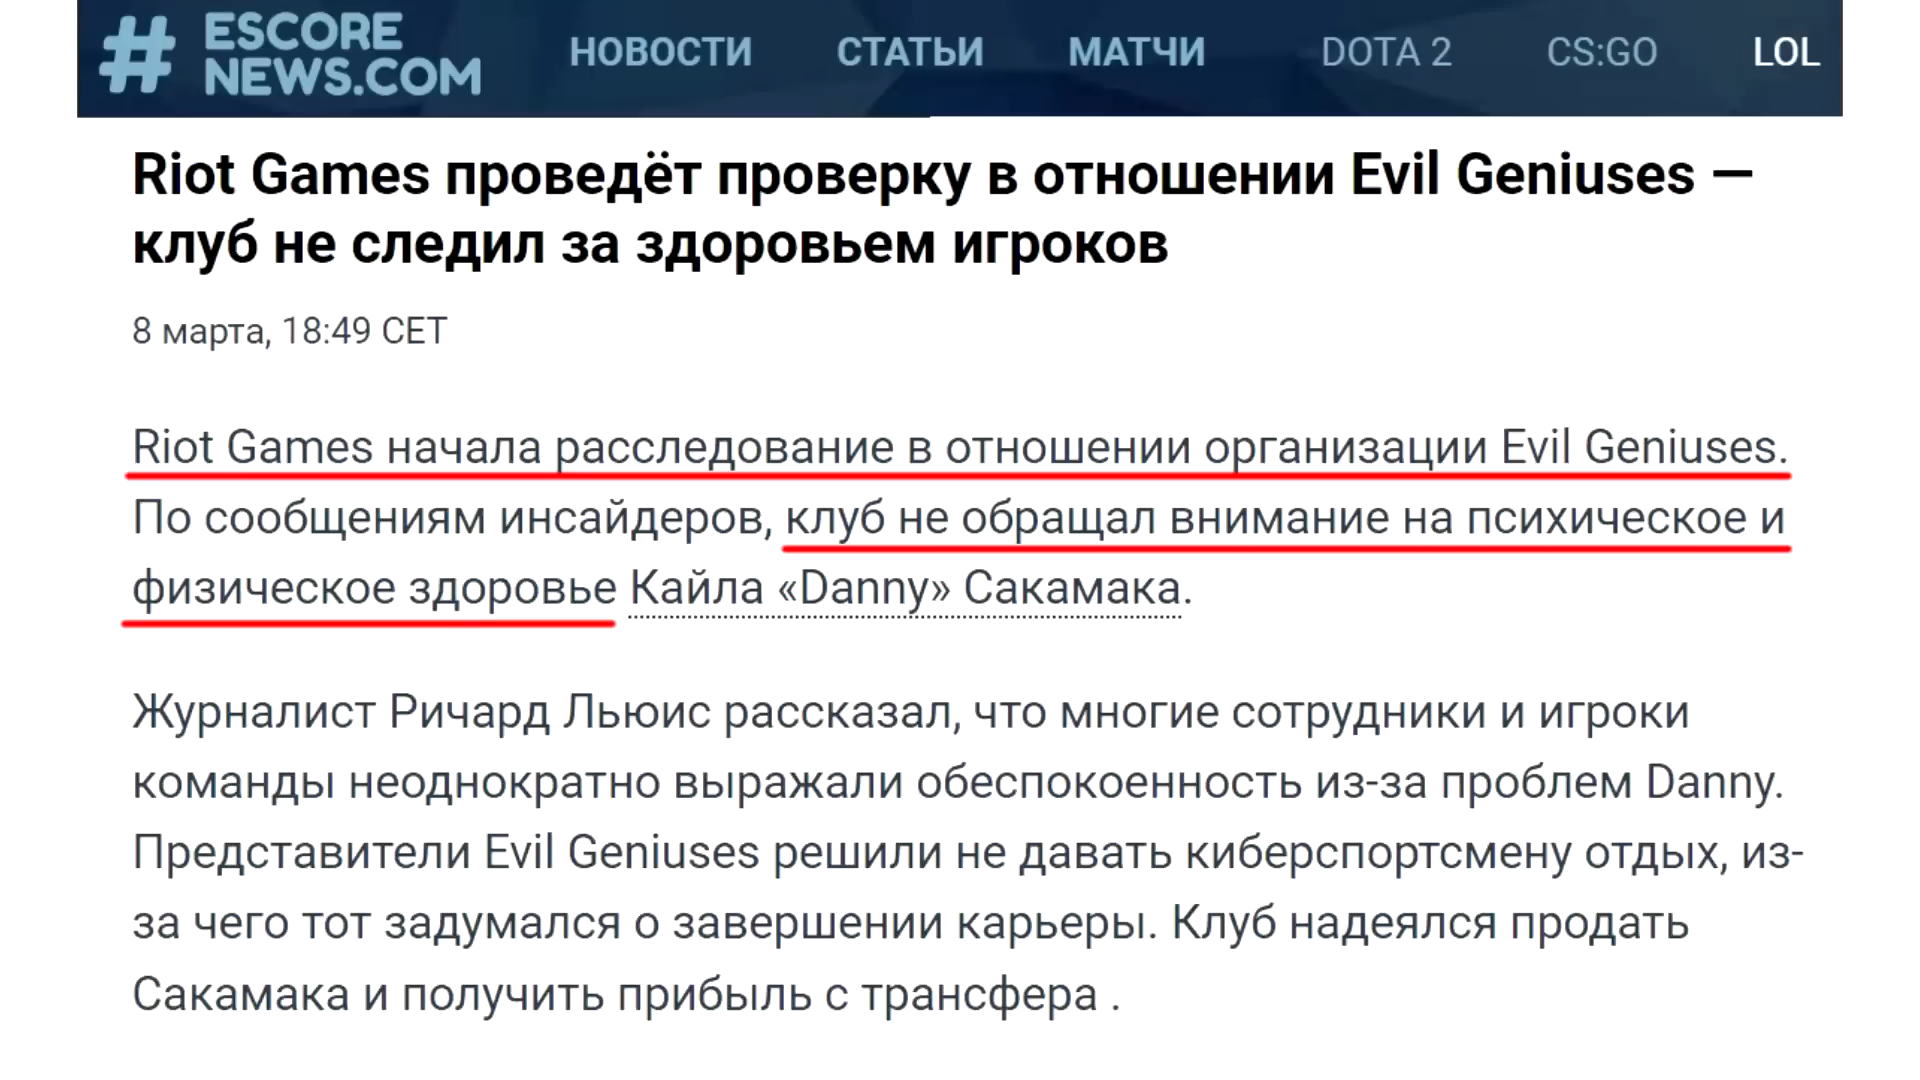 # ESCORE
NEWS.COM
НОВОСТИ СТАТЬИ МАТЧИ DOTA 2 CS:GO LOL
Riot Games проведёт проверку в отношении Evil Geniuses —
клуб не следил за здоровьем игроков
8 марта, 18:49 CET
Riot Games начала расследование в отношении организации Evil Geniuses.
По сообщениям инсайдеров, клуб не обращал внимание на психическое и
физическое здоровье Кайла «Danny» Сакамака.
Журналист Ричард Льюис рассказал, что многие сотрудники и игроки
команды неоднократно выражали обеспокоенность из-за проблем Danny.
Представители Evil Geniuses решили не давать киберспортсмену отдых, из-
за чего тот задумался о завершении карьеры. Клуб надеялся продать
Сакамака и получить прибыль с трансфера .